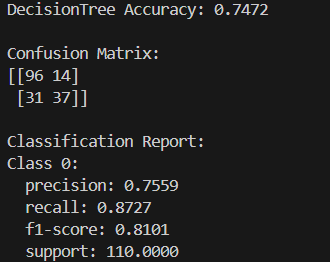 DecisionTree Accuracy: 0.7472
Confusion Matrix:
[[96 14]
[31 37]]
Classification Report:
Class 0:
precision: 0.7559
recall: 0.8727
f1-score: 0.8101
support: 110.0000